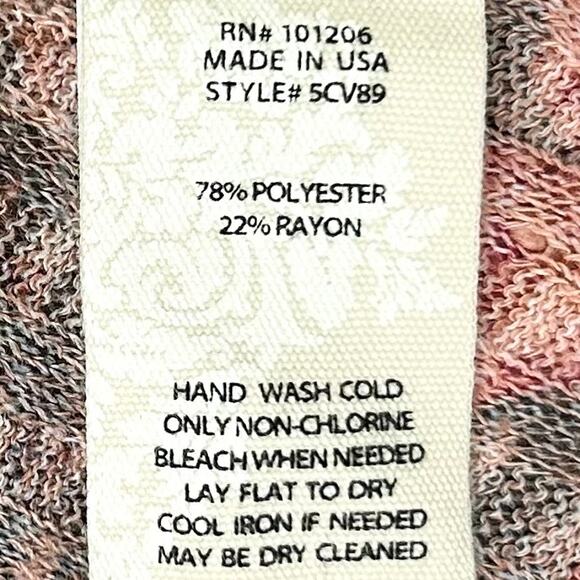 RN# 101206
MADE IN USA
STYLE# 5CV89
78% POLYESTER
22% RAYON
HAND WASH COLD
ONLY NON-CHLORINE
BLEACH WHEN NEEDED
LAY FLAT TO DRY
COOL IRON IF NEEDED
MAY BE DRY CLEANED